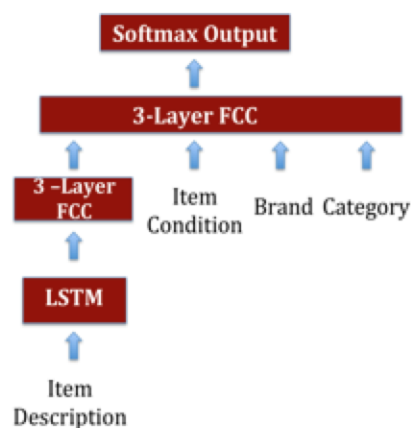 Softmax Output
3-Layer FCC
3 –Layer
FCC
Item
Condition
Brand
Category
LSTM
Item
Description